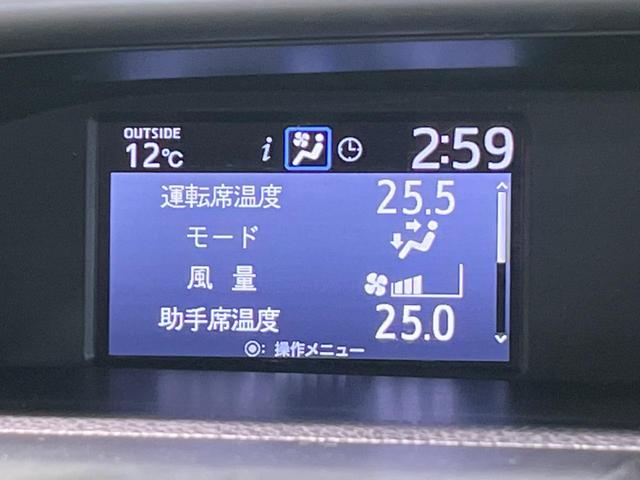 OUTSIDE
12℃ i 2:59
運転席温度 25.5
モード
風量
助手席温度 25.0
◎: 操作メニュー